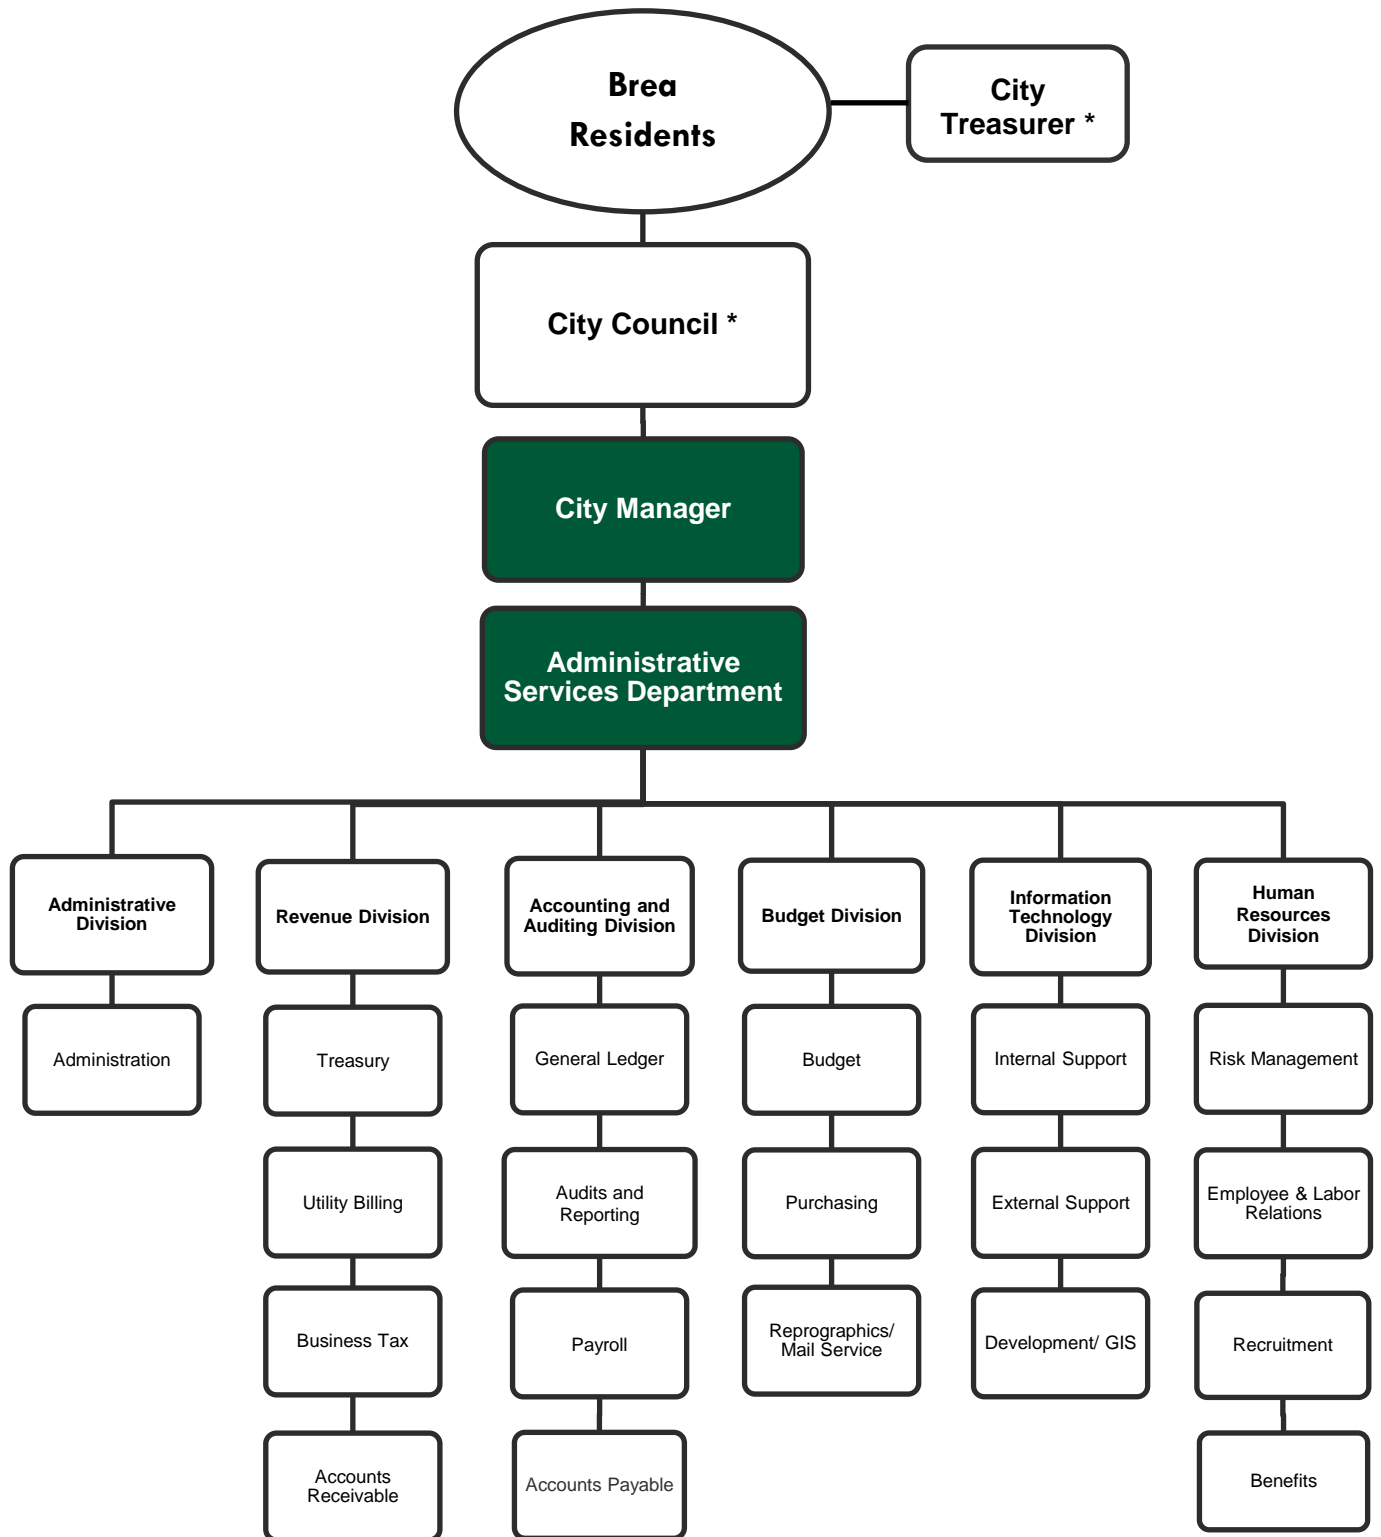 Brea
Residents
City
Treasurer *
City Council *
City Manager
Administrative
Services Department
Administrative
Division
Revenue Division
Accounting and
Auditing Division
Budget Division
Information
Technology
Division
Human
Resources
Division
Administration
Treasury
General Ledger
Budget
Internal Support
Risk Management
Utility Billing
Audits and
Reporting
Purchasing
External Support
Employee & Labor
Relations
Business Tax
Payroll
Reprographics/
Mail Service
Development/ GIS
Recruitment
Accounts
Receivable
Accounts Payable
Benefits